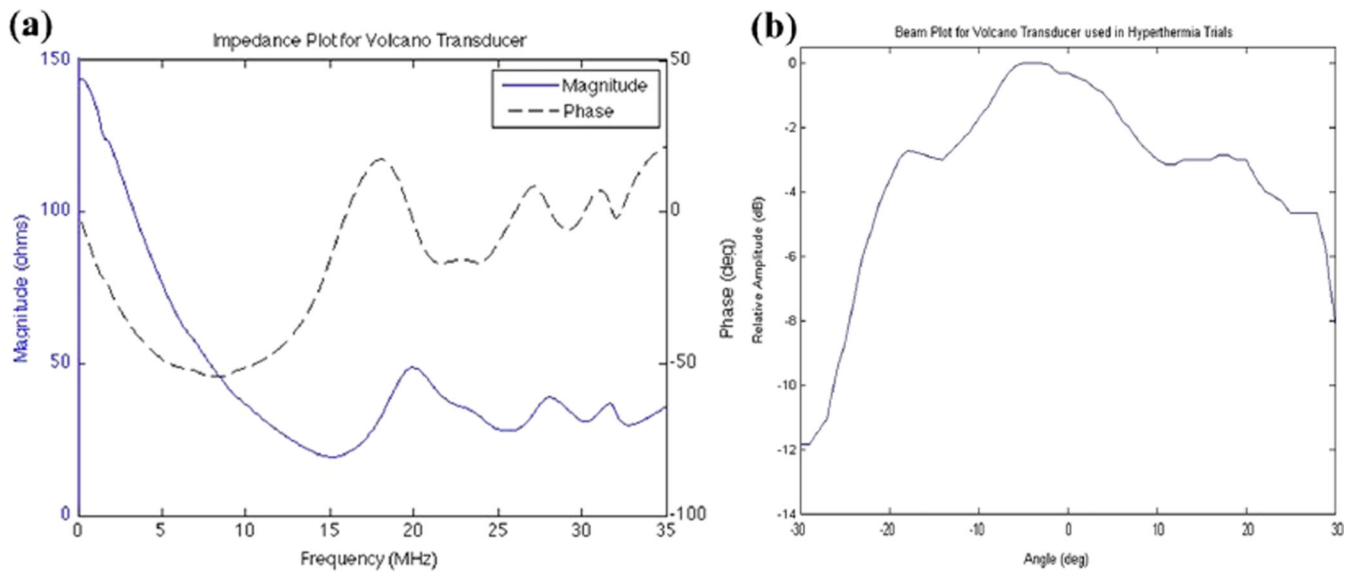 (a)
Impedance Plot for Volcano Transducer
150
100
50
0
Magnitude (ohms)
Magnitude
Phase
50
0
-50
-100
Phase (deg)
0 5 10 15 20 25 30 35
Frequency (MHz)
(b)
Beam Plot for Volcano Transducer used in Hyperthermia Trials
Relative Amplitude (dB)
0
-2
-4
-6
-8
-10
-12
-14
-30 -20 -10 0 10 20 30
Angle (deg)